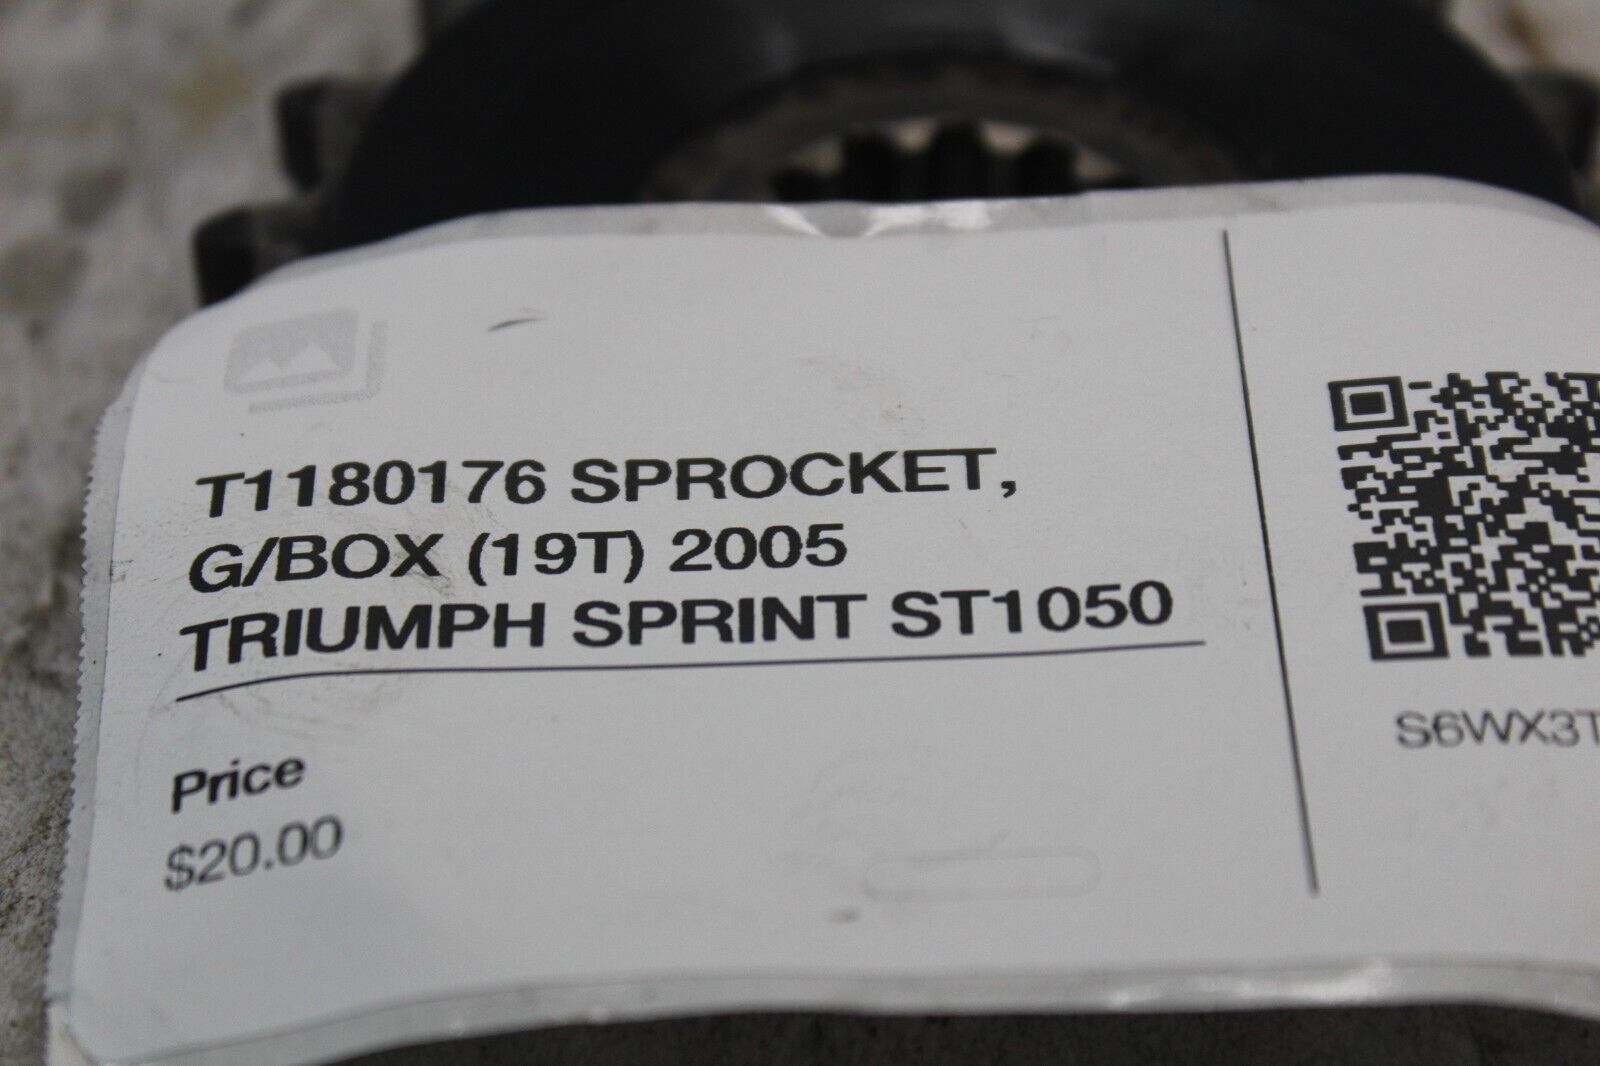 T1180176 SPROCKET,
G/BOX (19T) 2005
TRIUMPH SPRINT ST1050
Price
$20.00
S6WX3T